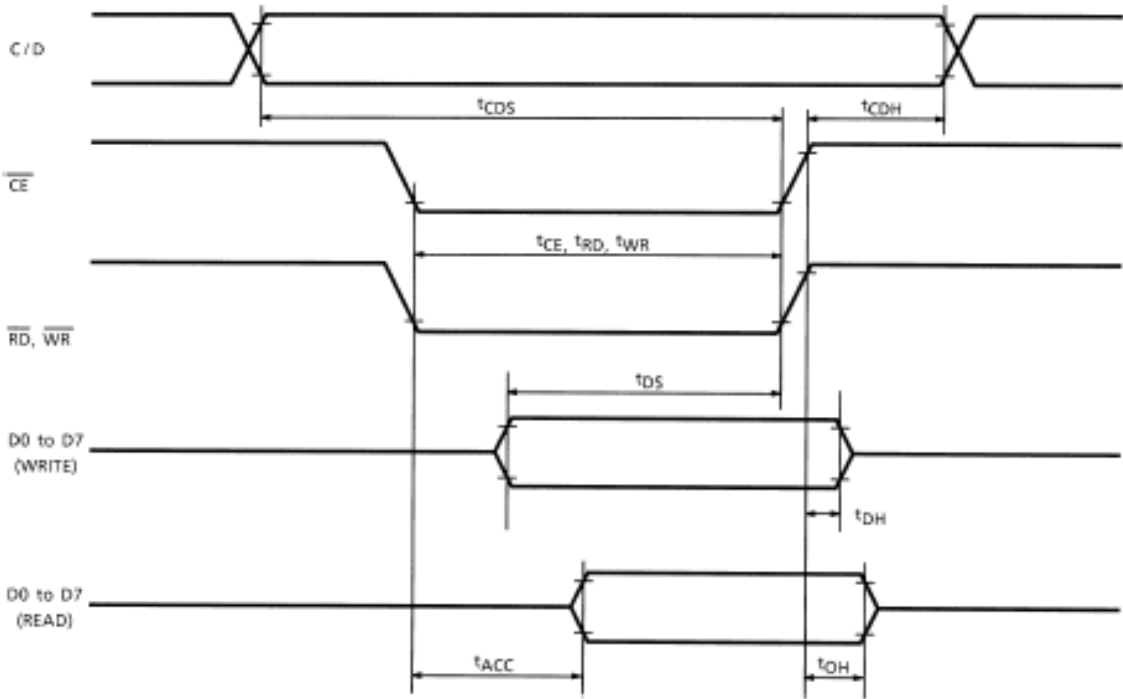 C/D
tCDS
tCDH
CE
tCE, tRD, tWR
RD, WR
tDS
D0 to D7
(WRITE)
tDH
D0 to D7
(READ)
tACC
tOH